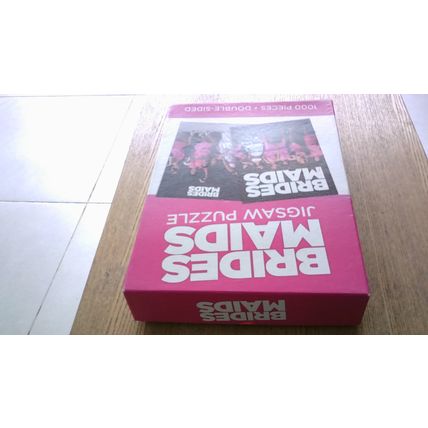 BRIDES
MAIDS
JIGSAW PUZZLE
BRIDES
MAIDS
BRIDES
MAIDS
1000 PIECES • DOUBLE-SIDED
BRIDES
MAIDS